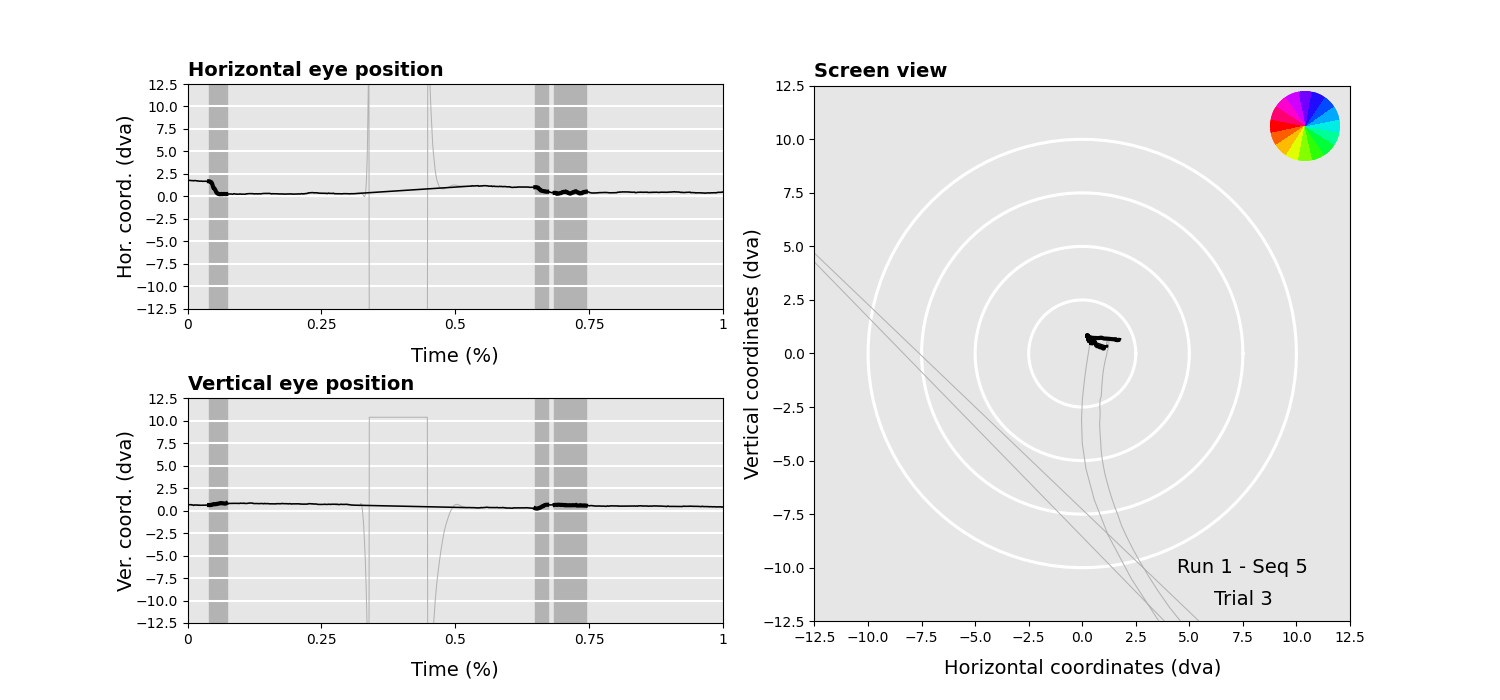 Horizontal eye position
Hor. coord. (dva)
12.5
10.0
7.5
5.0
2.5
0.0
−2.5
−5.0
−7.5
−10.0
−12.5
0 0.25 0.5 0.75 1
Time (%)
Vertical eye position
Ver. coord. (dva)
12.5
10.0
7.5
5.0
2.5
0.0
−2.5
−5.0
−7.5
−10.0
−12.5
0 0.25 0.5 0.75 1
Time (%)
Screen view
Vertical coordinates (dva)
12.5
10.0
7.5
5.0
2.5
0.0
−2.5
−5.0
−7.5
−10.0
−12.5
Run 1 - Seq 5
Trial 3
−12.5 −10.0 −7.5 −5.0 −2.5 0.0 2.5 5.0 7.5 10.0 12.5
Horizontal coordinates (dva)